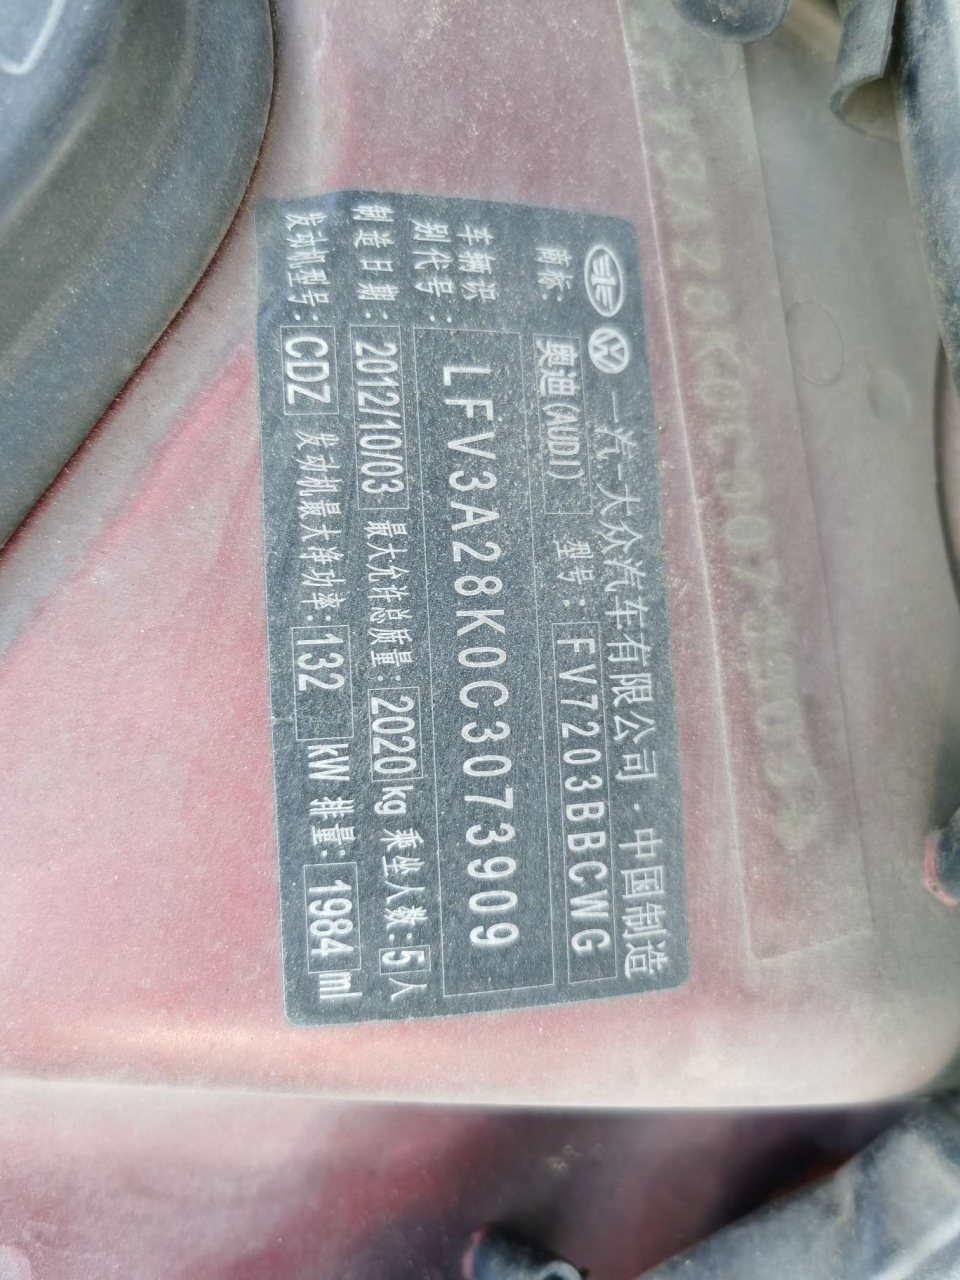 一汽-大众汽车有限公司·中国制造
商标: 奥迪(AUDI) 型号: FV7203BBCWG
车辆识别代号: LFV3A28K0C3073909
制造日期: 2012/10/03 最大允许总质量: 2020kg 乘坐人数: 5人
发动机型号: CDZ 发动机最大净功率: 132 kW 排量: 1984 ml
V3A28K0C3073909